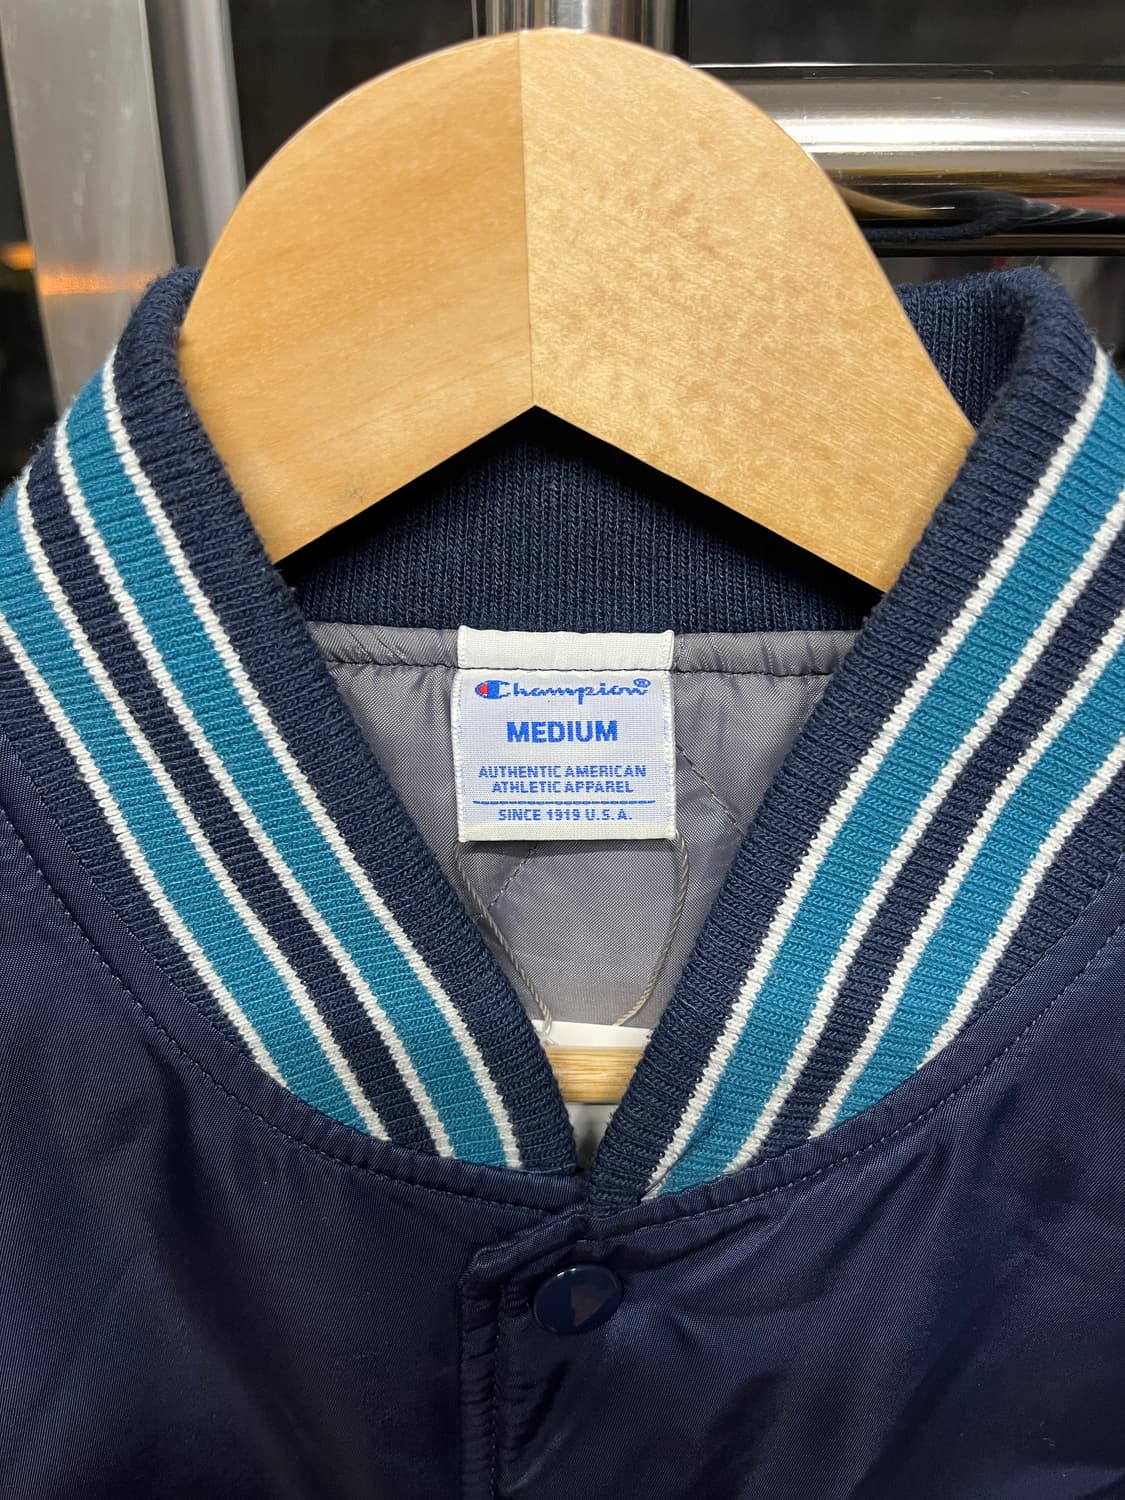 Champion®
MEDIUM
AUTHENTIC AMERICAN
ATHLETIC APPAREL
SINCE 1919 U.S.A.